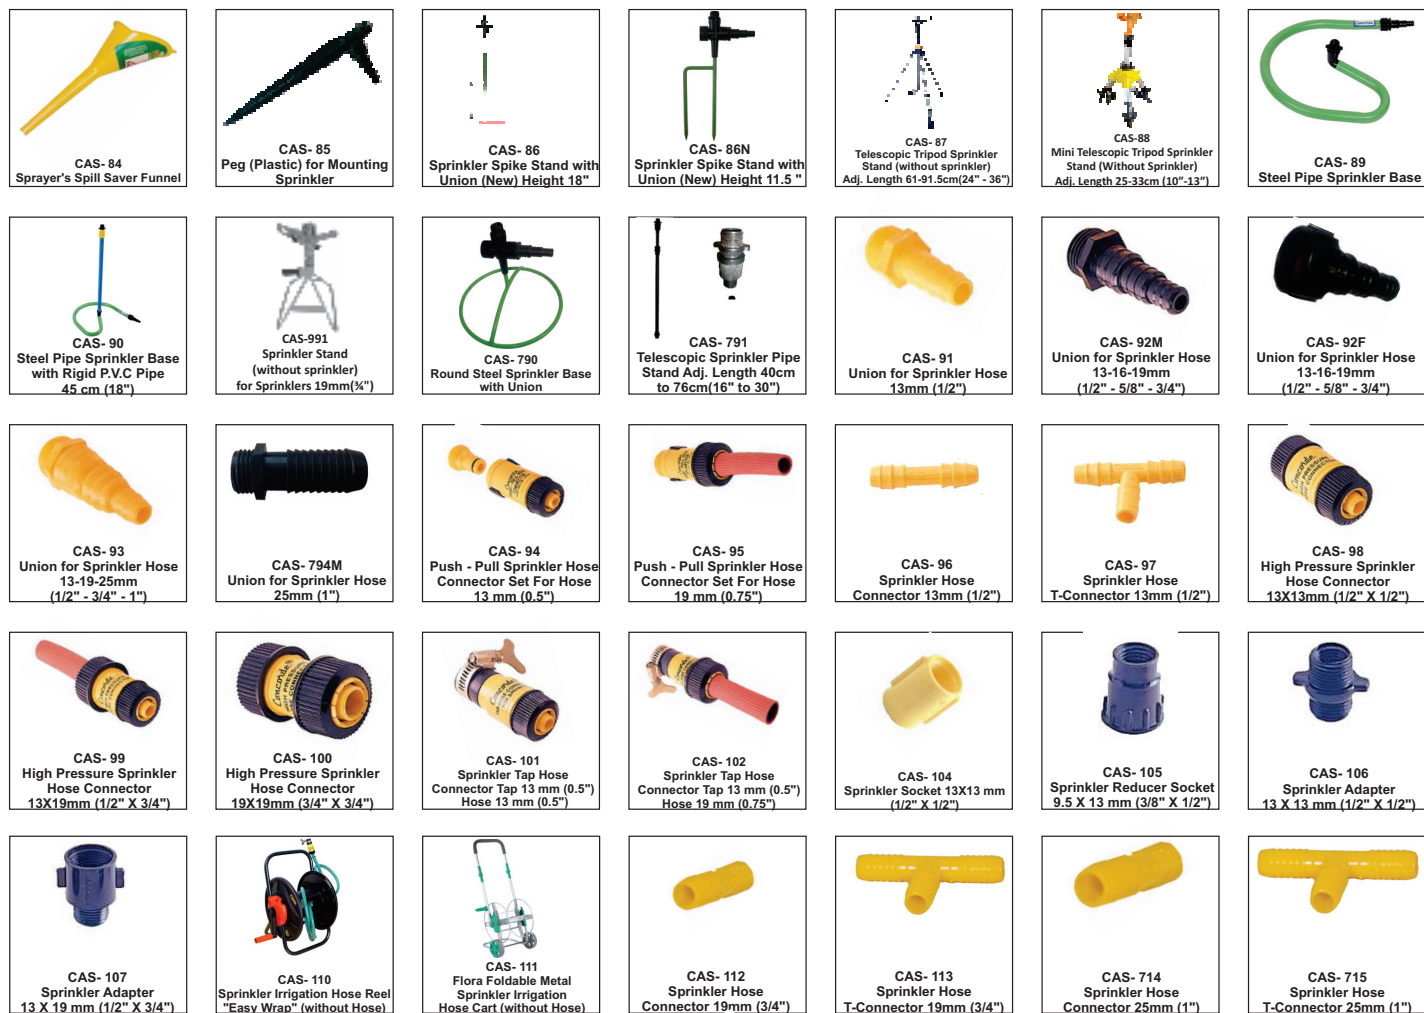 CAS- 84
Sprayer's Spill Saver Funnel
CAS- 85
Peg (Plastic) for Mounting
Sprinkler
CAS- 86
Sprinkler Spike Stand with
Union (New) Height 18"
CAS- 86N
Sprinkler Spike Stand with
Union (New) Height 11.5 "
CAS- 87
Telescopic Tripod Sprinkler
Stand (without sprinkler)
Adj. Length 61-91.5cm(24" - 36")
CAS-88
Mini Telescopic Tripod Sprinkler
Stand (Without Sprinkler)
Adj. Length 25-33cm (10”-13”)
Concorde
CAS- 89
Steel Pipe Sprinkler Base
CAS- 90
Steel Pipe Sprinkler Base
with Rigid P.V.C Pipe
45 cm (18")
CAS-991
Sprinkler Stand
(without sprinkler)
for Sprinklers 19mm(¾")
CAS- 790
Round Steel Sprinkler Base
with Union
CAS- 791
Telescopic Sprinkler Pipe
Stand Adj. Length 40cm
to 76cm(16" to 30")
CAS- 91
Union for Sprinkler Hose
13mm (1/2")
CAS- 92M
Union for Sprinkler Hose
13-16-19mm
(1/2" - 5/8" - 3/4")
CAS- 92F
Union for Sprinkler Hose
13-16-19mm
(1/2" - 5/8" - 3/4")
CAS- 93
Union for Sprinkler Hose
13-19-25mm
(1/2" - 3/4" - 1")
CAS- 794M
Union for Sprinkler Hose
25mm (1")
CAS- 94
Push - Pull Sprinkler Hose
Connector Set For Hose
13 mm (0.5")
CAS- 95
Push - Pull Sprinkler Hose
Connector Set For Hose
19 mm (0.75")
CAS- 96
Sprinkler Hose
Connector 13mm (1/2")
CAS- 97
Sprinkler Hose
T-Connector 13mm (1/2")
Concorde
HIGH PRESSURE
HOSE CONNECTOR
CAS- 98
High Pressure Sprinkler
Hose Connector
13X13mm (1/2" X 1/2")
Concorde
HIGH PRESSURE
CAS- 99
High Pressure Sprinkler
Hose Connector
13X19mm (1/2" X 3/4")
Concorde
HIGH PRESSURE
HOSE CONNECTOR
CAS- 100
High Pressure Sprinkler
Hose Connector
19X19mm (3/4" X 3/4")
Concorde
CAS- 101
Sprinkler Tap Hose
Connector Tap 13 mm (0.5")
Hose 13 mm (0.5")
CAS- 102
Sprinkler Tap Hose
Connector Tap 13 mm (0.5")
Hose 19 mm (0.75")
CAS- 104
Sprinkler Socket 13X13 mm
(1/2" X 1/2")
CAS- 105
Sprinkler Reducer Socket
9.5 X 13 mm (3/8" X 1/2")
CAS- 106
Sprinkler Adapter
13 X 13 mm (1/2" X 1/2")
CAS- 107
Sprinkler Adapter
13 X 19 mm (1/2" X 3/4")
CAS- 110
Sprinkler Irrigation Hose Reel
"Easy Wrap" (without Hose)
CAS- 111
Flora Foldable Metal
Sprinkler Irrigation
Hose Cart (without Hose)
CAS- 112
Sprinkler Hose
Connector 19mm (3/4")
CAS- 113
Sprinkler Hose
T-Connector 19mm (3/4")
CAS- 714
Sprinkler Hose
Connector 25mm (1")
CAS- 715
Sprinkler Hose
T-Connector 25mm (1")